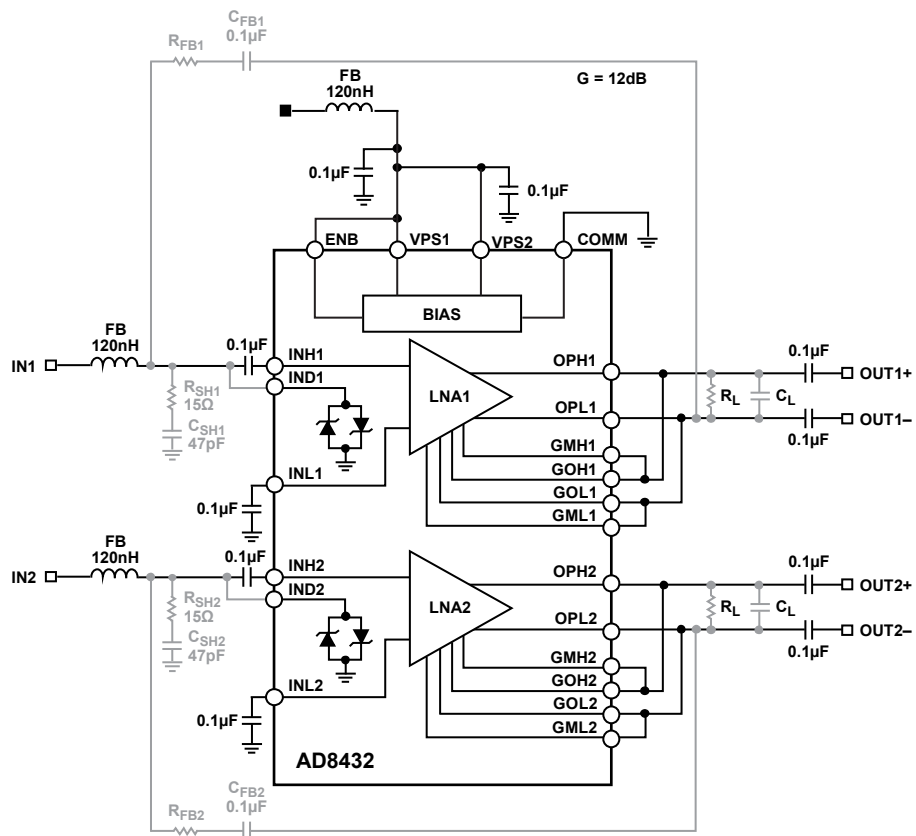 CFB1
0.1µF
RFB1
FB
120nH
G = 12dB
0.1µF
0.1µF
ENB
VPS1
VPS2
COMM
BIAS
FB
120nH
IN1
0.1µF
INH1
IND1
RSH1
15Ω
CSH1
47pF
INL1
0.1µF
LNA1
OPH1
OPL1
GMH1
GOH1
GOL1
GML1
RL
CL
0.1µF
OUT1+
OUT1–
0.1µF
FB
120nH
IN2
0.1µF
INH2
IND2
RSH2
15Ω
CSH2
47pF
INL2
0.1µF
LNA2
OPH2
OPL2
GMH2
GOH2
GOL2
GML2
RL
CL
0.1µF
OUT2+
OUT2–
0.1µF
AD8432
CFB2
0.1µF
RFB2